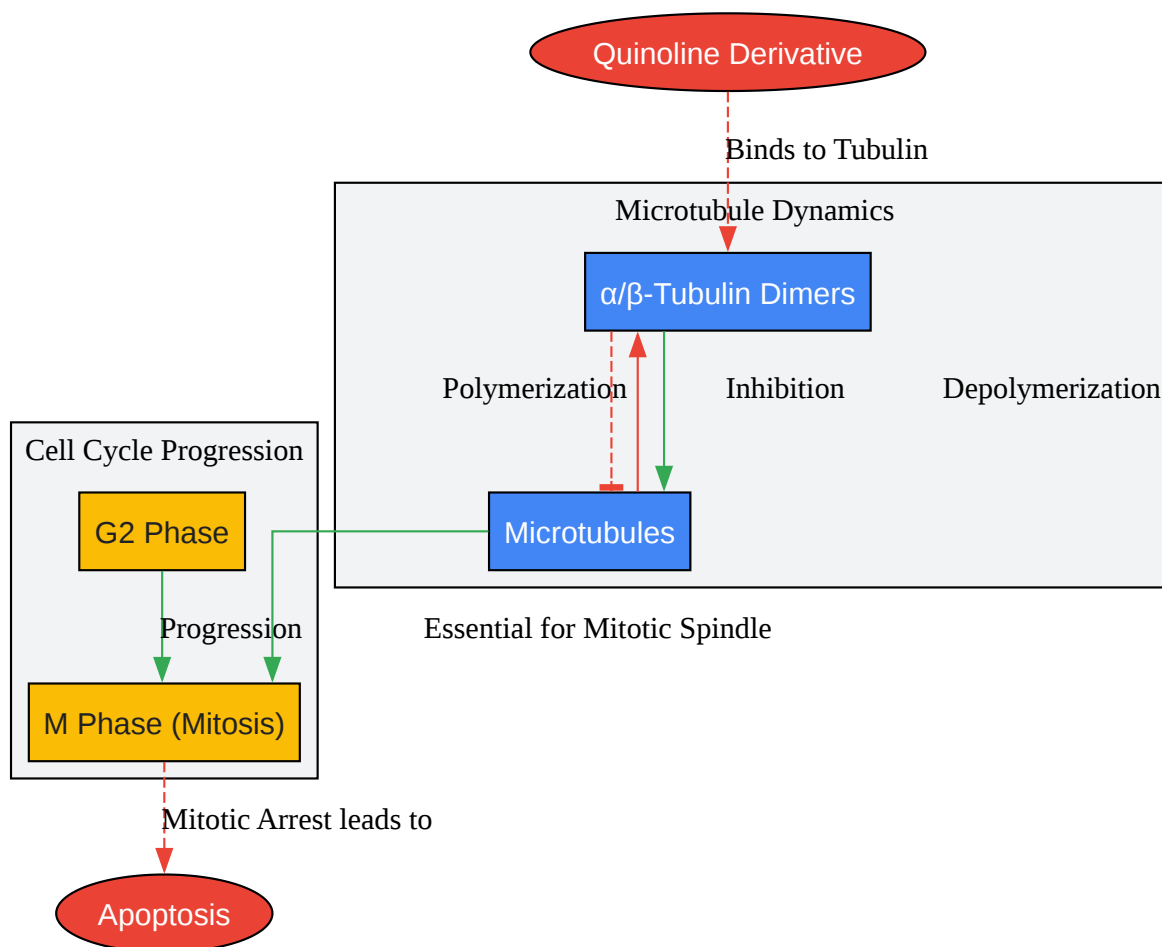 Quinoline Derivative
Binds to Tubulin
Microtubule Dynamics
α/β-Tubulin Dimers
Polymerization
Inhibition
Depolymerization
Cell Cycle Progression
G2 Phase
Microtubules
Progression
Essential for Mitotic Spindle
M Phase (Mitosis)
Mitotic Arrest leads to
Apoptosis